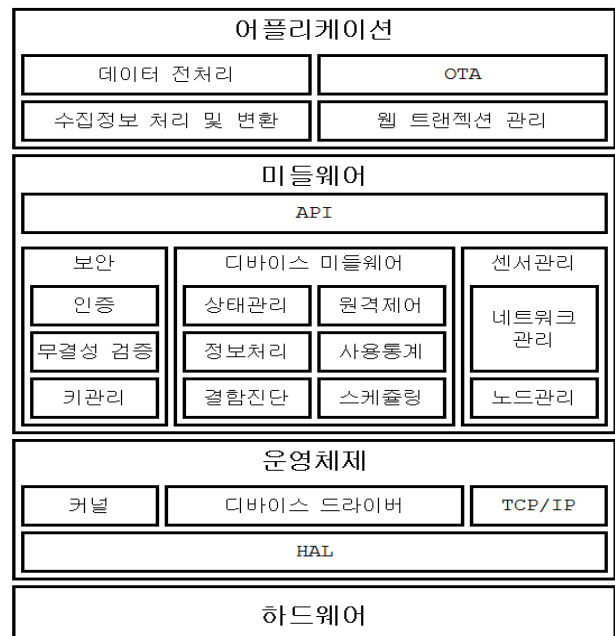 어플리케이션
데이터 전처리
OTA
수집정보 처리 및 변환
웹 트랜젝션 관리
미들웨어
API
보안
인증
무결성 검증
키관리
디바이스 미들웨어
상태관리
원격제어
정보처리
사용통계
결함진단
스케쥴링
센서관리
네트워크
관리
노드관리
운영체제
커널
디바이스 드라이버
TCP/IP
HAL
하드웨어